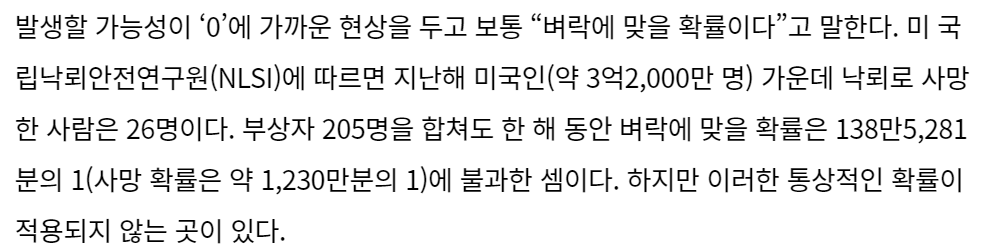 발생할 가능성이 ‘0’에 가까운 현상을 두고 보통 “벼락에 맞을 확률이다”고 말한다. 미 국
립낙뢰안전연구원(NLSI)에 따르면 지난해 미국인(약 3억2,000만 명) 가운데 낙뢰로 사망
한 사람은 26명이다. 부상자 205명을 합쳐도 한 해 동안 벼락에 맞을 확률은 138만5,281
분의 1(사망 확률은 약 1,230만분의 1)에 불과한 셈이다. 하지만 이러한 통상적인 확률이
적용되지 않는 곳이 있다.